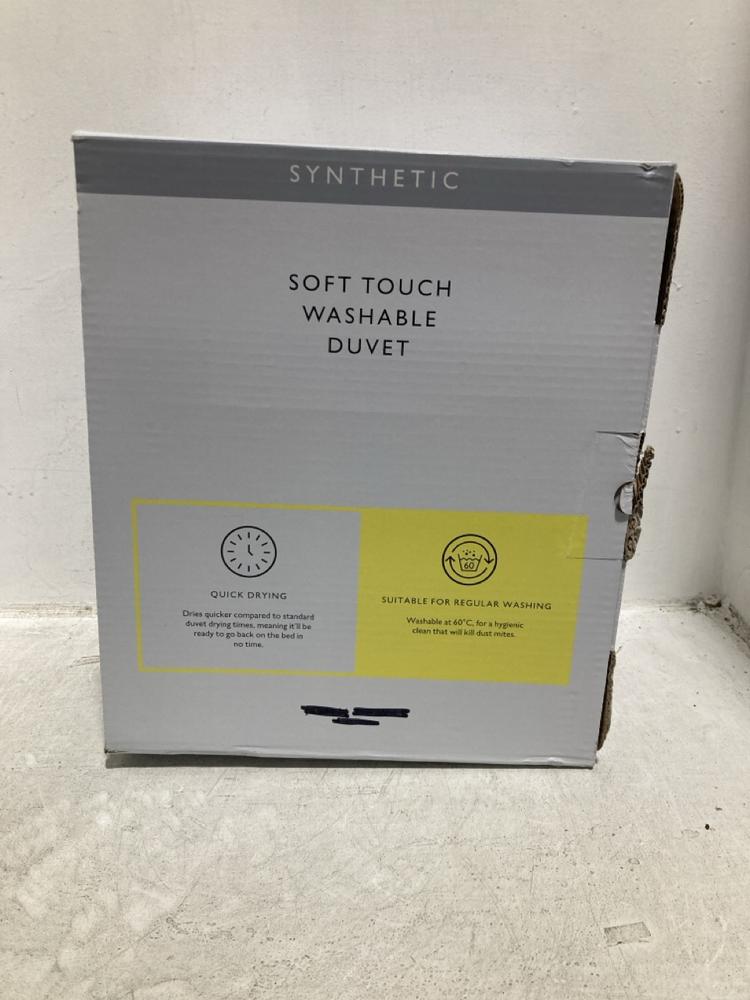 SYNTHETIC
SOFT TOUCH
WASHABLE
DUVET
QUICK DRYING
Dries quicker compared to standard
duvet drying times, meaning it'll be
ready to go back on the bed in
no time.
60
SUITABLE FOR REGULAR WASHING
Washable at 60°C, for a hygienic
clean that will kill dust mites.